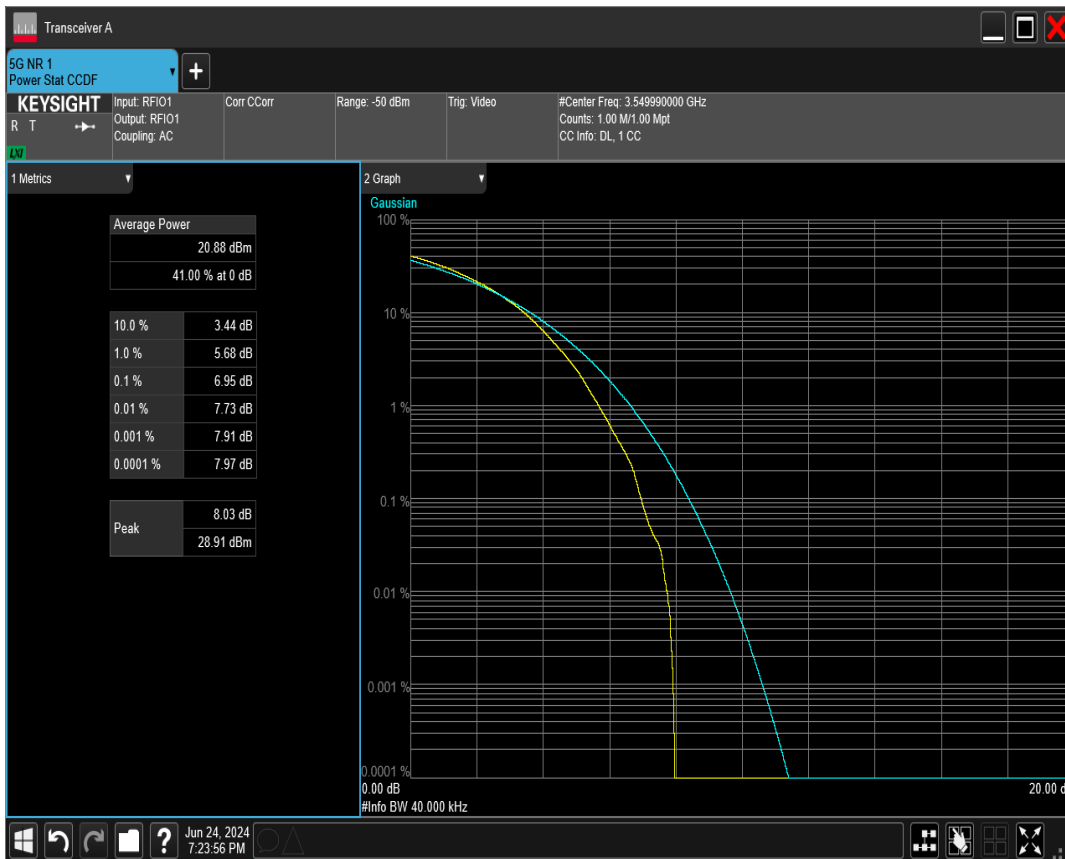 Transceiver A
5G NR 1
Power Stat CCDF
+
KEYSIGHT
R T
LXI
Input: RFIO1
Output: RFIO1
Coupling: AC
Corr CCorr
Range: -50 dBm
Trig: Video
#Center Freq: 3.549990000 GHz
Counts: 1.00 M/1.00 Mpt
CC Info: DL, 1 CC
1 Metrics
Average Power
20.88 dBm
41.00 % at 0 dB
10.0 % 3.44 dB
1.0 % 5.68 dB
0.1 % 6.95 dB
0.01 % 7.73 dB
0.001 % 7.91 dB
0.0001 % 7.97 dB
Peak
8.03 dB
28.91 dBm
2 Graph
Gaussian
100 %
10 %
1 %
0.1 %
0.01 %
0.001 %
0.0001 %
0.00 dB 20.00 d
#Info BW 40.000 kHz
?
Jun 24, 2024
7:23:56 PM